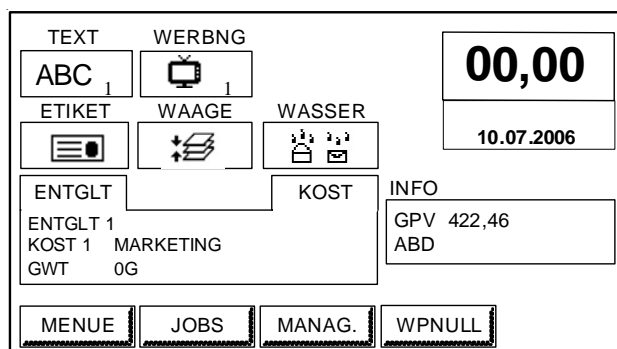 TEXT WERBNG
ABC 1 1
00,00
ETIKET WAAGE WASSER
10.07.2006
ENTGLT KOST INFO
ENTGLT 1
KOST 1 MARKETING
GWT 0G
GPV 422,46
ABD
MENUE JOBS MANAG. WPNULL